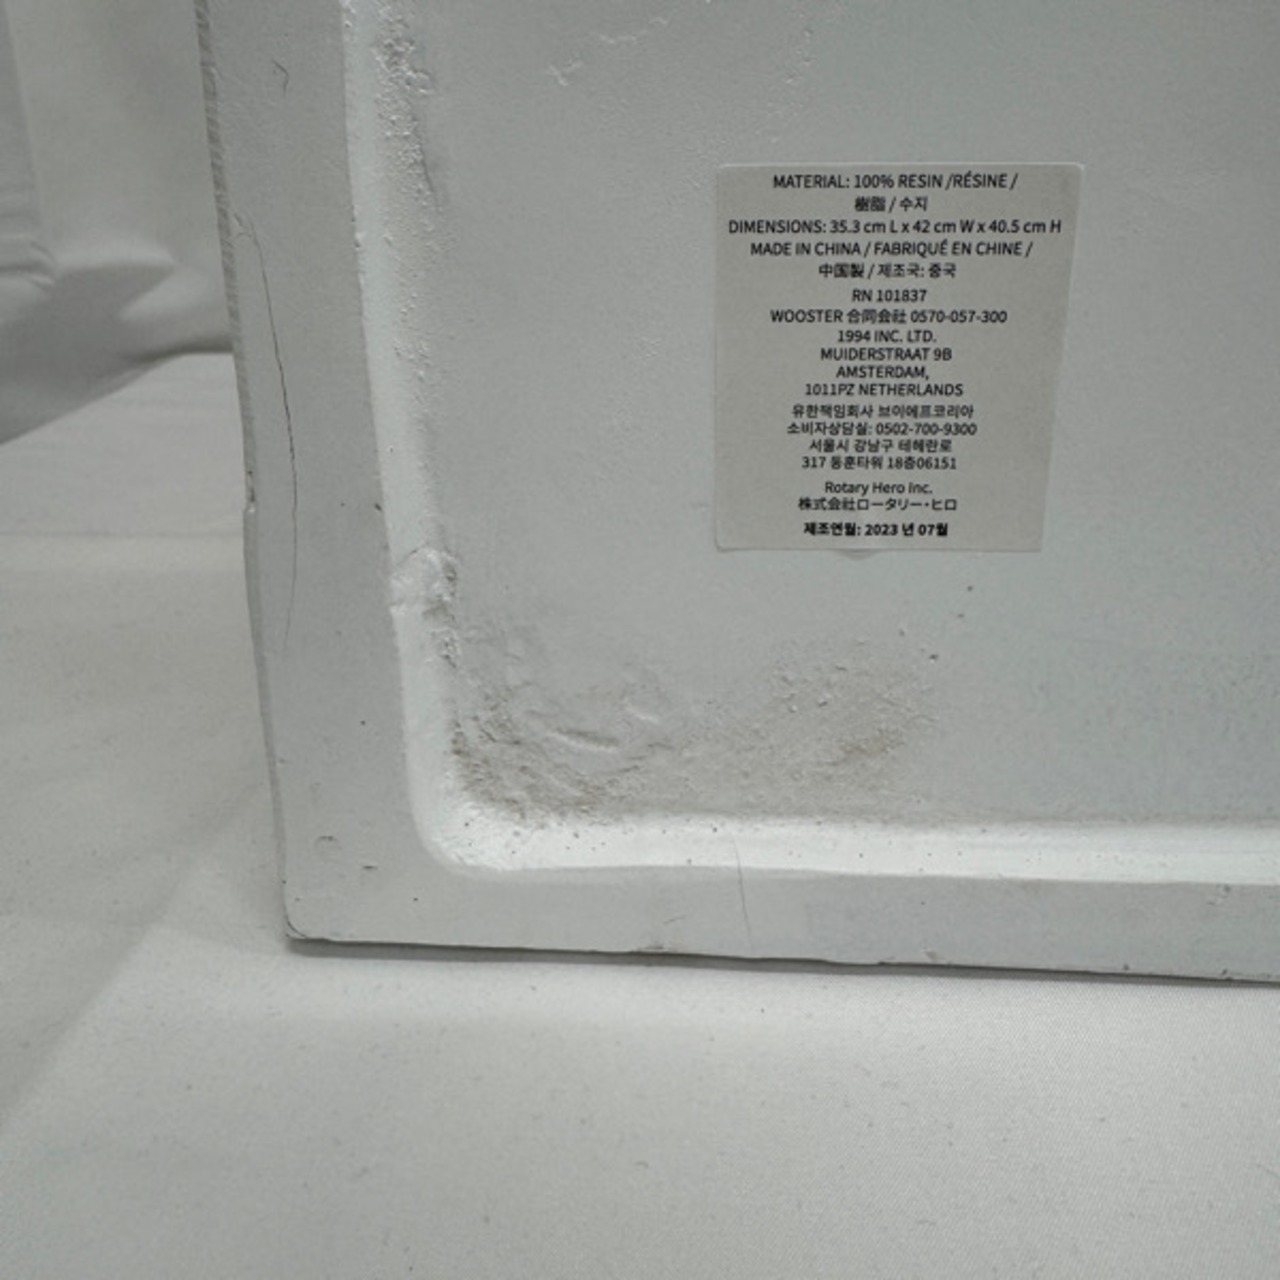 MATERIAL: 100% RESIN /RÉSINE /
樹脂 / 수지
DIMENSIONS: 35.3 cm L x 42 cm W x 40.5 cm H
MADE IN CHINA / FABRIQUÉ EN CHINE /
中国製 / 제조국: 중국
RN 101837
WOOSTER 合同会社 0570-057-300
1994 INC. LTD.
MUIDERSTRAAT 9B
AMSTERDAM,
1011PZ NETHERLANDS
유한책임회사 브이에프코리아
소비자상담실: 0502-700-9300
서울시 강남구 테헤란로
317 동훈타워 18층06151
Rotary Hero Inc.
株式会社ロータリー・ヒロ
제조연월: 2023 년 07월